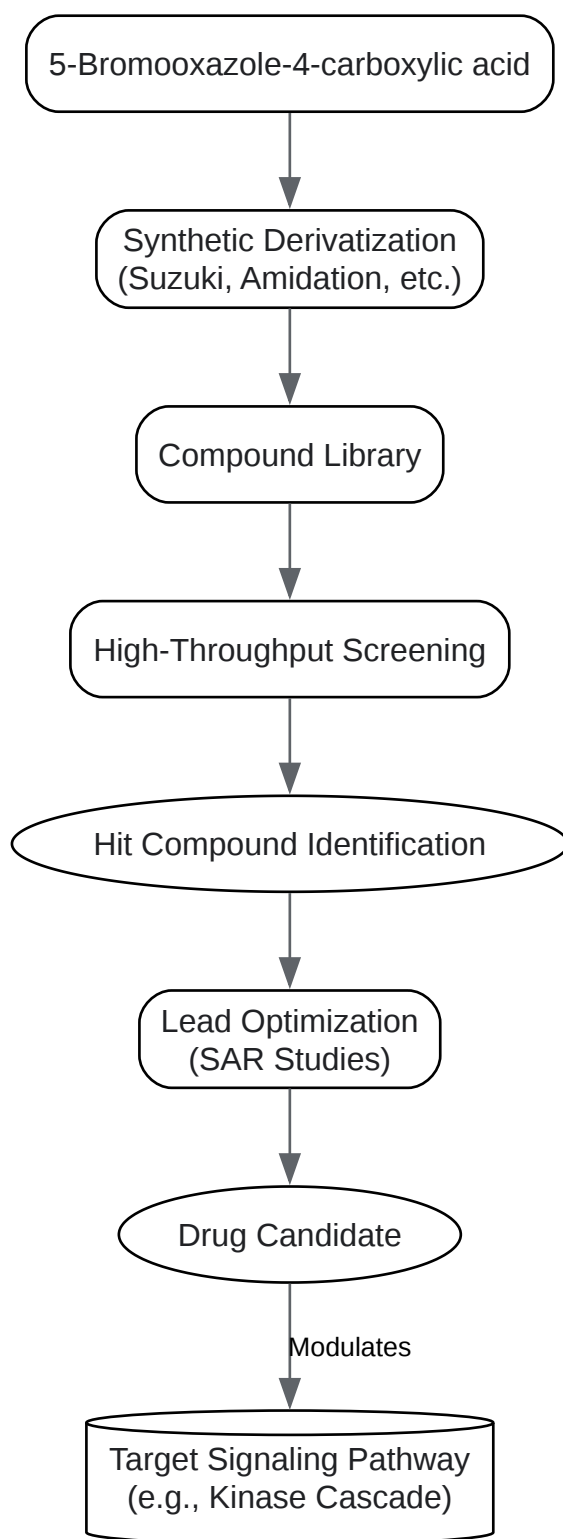 5-Bromooxazole-4-carboxylic acid
Synthetic Derivatization
(Suzuki, Amidation, etc.)
Compound Library
High-Throughput Screening
Hit Compound Identification
Lead Optimization
(SAR Studies)
Drug Candidate
Modulates
Target Signaling Pathway
(e.g., Kinase Cascade)